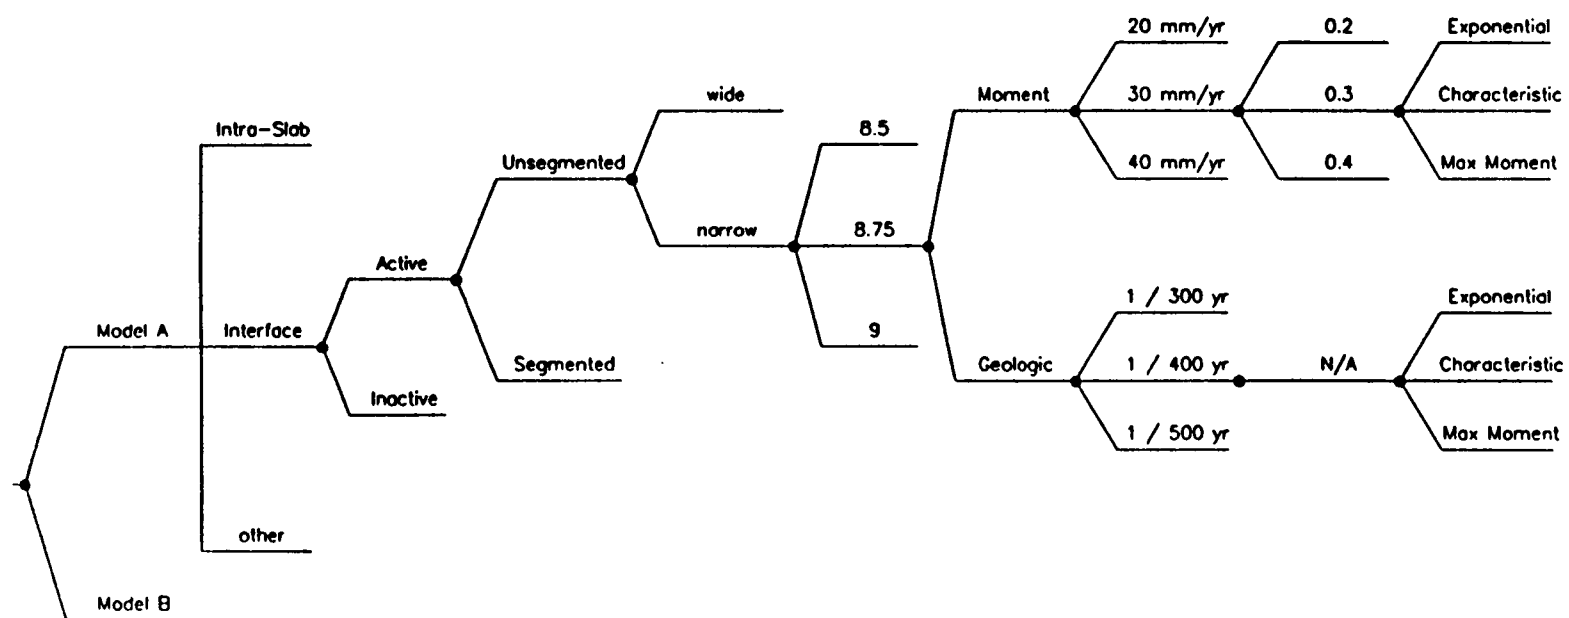 20 mm/yr
0.2
Exponential
wide
Moment
30 mm/yr
0.3
Characteristic
Intra-Slab
8.5
Unsegmented
40 mm/yr
0.4
Max Moment
narrow
8.75
Active
1 / 300 yr
Exponential
Model A
Interface
9
Segmented
Geologic
1 / 400 yr
N/A
Characteristic
Inactive
1 / 500 yr
Max Moment
other
Model B